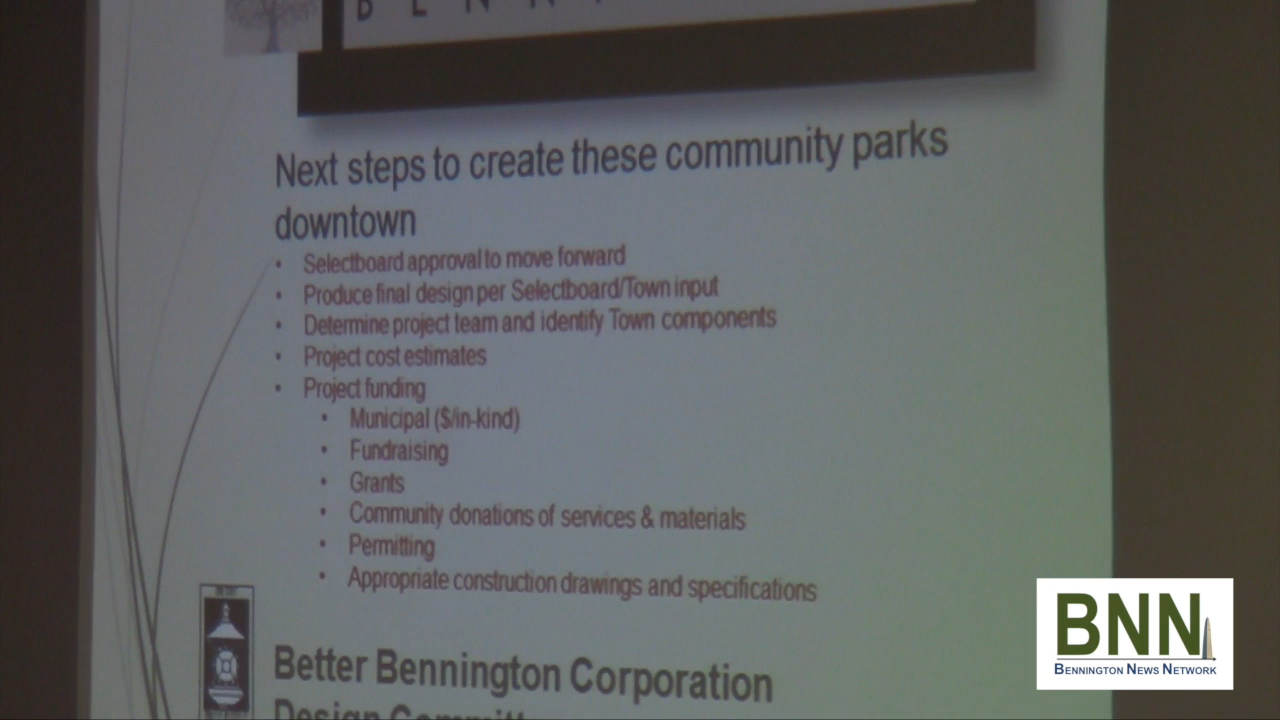 B E N N
Next steps to create these community parks
downtown
• Selectboard approval to move forward
• Produce final design per Selectboard/Town input
• Determine project team and identify Town components
• Project cost estimates
• Project funding
• Municipal ($/in-kind)
• Fundraising
• Grants
• Community donations of services & materials
• Permitting
• Appropriate construction drawings and specifications
Better Bennington Corporation
Design
BNN
BENNINGTON NEWS NETWORK